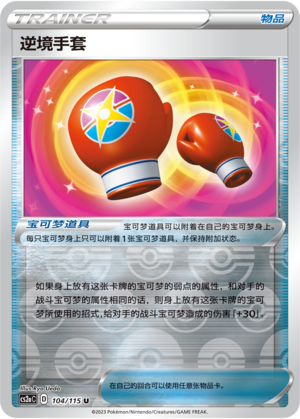 TRAINER
物品
逆境手套
宝可梦道具
宝可梦道具可以附着在自己的宝可梦身上。
每只宝可梦身上只可以附着1张宝可梦道具,并保持附加状态。
如果身上放有这张卡牌的宝可梦的弱点的属性,和对手的
战斗宝可梦的属性相同的话,则身上放有这张卡牌的宝可
梦所使用的招式,给对手的战斗宝可梦造成的伤害「+30」。
Illus. Ryo Ueda
cs3aC D 104/115 U
在自己的回合可以使用任意张物品卡。
©2023 Pokémon/Nintendo/Creatures/GAME FREAK.